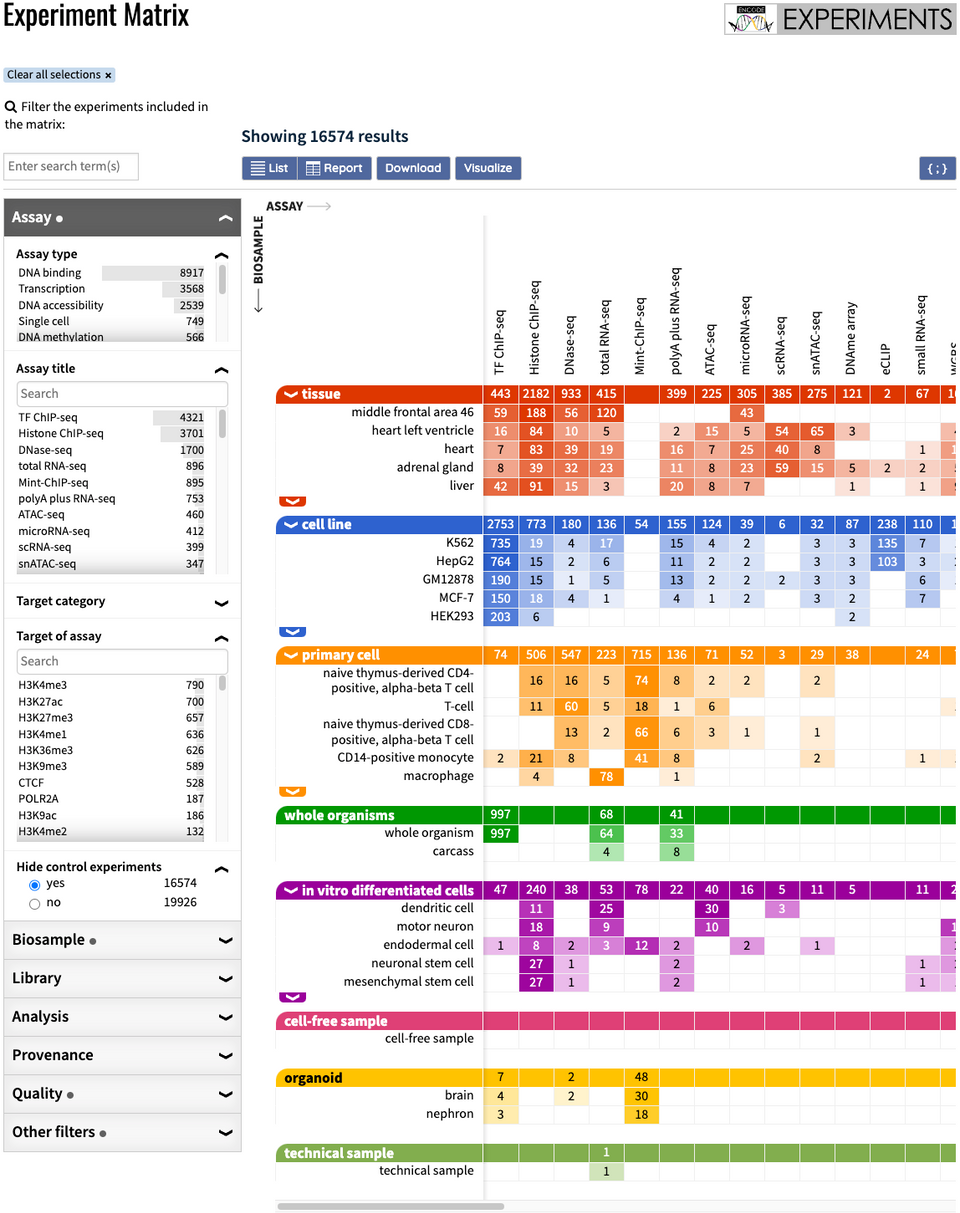 Experiment Matrix
ENCODE EXPERIMENTS
Clear all selections ×
Filter the experiments included in
the matrix:
Enter search term(s)
Showing 16574 results
List Report Download Visualize {;}
Assay
Assay type
DNA binding 8917
Transcription 3568
DNA accessibility 2539
Single cell 749
DNA methylation 566
Assay title
Search
TF ChIP-seq 4321
Histone ChIP-seq 3701
DNase-seq 1700
total RNA-seq 896
Mint-ChIP-seq 895
polyA plus RNA-seq 753
ATAC-seq 460
microRNA-seq 412
scRNA-seq 399
snATAC-seq 347
Target category
Target of assay
Search
H3K4me3 790
H3K27ac 700
H3K27me3 657
H3K4me1 636
H3K36me3 626
H3K9me3 589
CTCF 528
POLR2A 187
H3K9ac 186
H3K4me2 132
Hide control experiments
yes 16574
no 19926
Biosample
Library
Analysis
Provenance
Quality
Other filters
ASSAY
BIOSAMPLE
TF ChIP-seq
Histone ChIP-seq
DNase-seq
total RNA-seq
Mint-ChIP-seq
polyA plus RNA-seq
ATAC-seq
microRNA-seq
scRNA-seq
snATAC-seq
DNAme array
eCLIP
small RNA-seq
tissue 443 2182 933 415 399 225 305 385 275 121 2 67
middle frontal area 46 59 188 56 120 43
heart left ventricle 16 84 10 5 2 15 5 54 65 3
heart 7 83 39 19 16 7 25 40 8 1
adrenal gland 8 39 32 23 11 8 23 59 15 5 2 2
liver 42 91 15 3 20 8 7 1 1
cell line 2753 773 180 136 54 155 124 39 6 32 87 238 110
K562 735 19 4 17 15 4 2 3 3 135 7
HepG2 764 15 2 6 11 2 2 3 3 103 3
GM12878 190 15 1 5 13 2 2 2 3 3 6
MCF-7 150 18 4 1 4 1 2 3 2 7
HEK293 203 6 2
primary cell 74 506 547 223 715 136 71 52 3 29 38 24
naive thymus-derived CD4-
positive, alpha-beta T cell 16 16 5 74 8 2 2 2
T-cell 11 60 5 18 1 6
naive thymus-derived CD8-
positive, alpha-beta T cell 13 2 66 6 3 1 1
CD14-positive monocyte 2 21 8 41 8 2 1
macrophage 4 78 1
whole organisms 997 68 41
whole organism 997 64 33
carcass 4 8
in vitro differentiated cells 47 240 38 53 78 22 40 16 5 11 5 11
dendritic cell 11 25 30 3
motor neuron 18 9 10
endodermal cell 1 8 2 3 12 2 2 1
neuronal stem cell 27 1 2 1
mesenchymal stem cell 27 1 2 1
cell-free sample
cell-free sample
organoid 7 2 48
brain 4 2 30
nephron 3 18
technical sample 1
technical sample 1